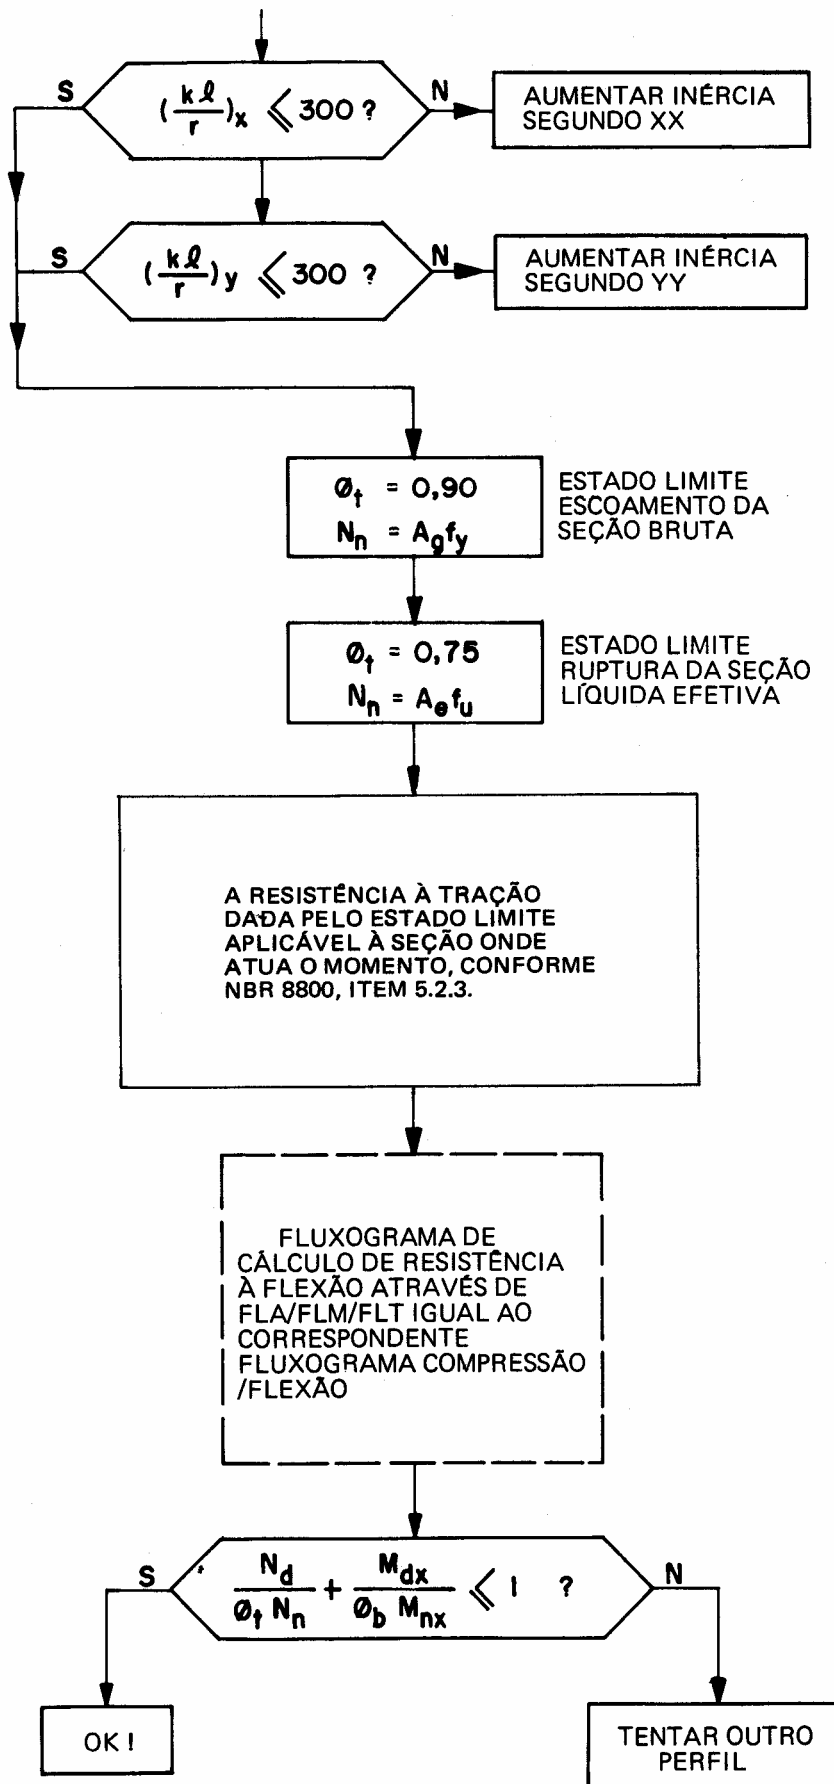 S
(kℓ/r)x ⩽ 300 ?
N
AUMENTAR INÉRCIA
SEGUNDO XX
S
(kℓ/r)y ⩽ 300 ?
N
AUMENTAR INÉRCIA
SEGUNDO YY
Øt = 0,90
Nn = Agfy
ESTADO LIMITE
ESCOAMENTO DA
SEÇÃO BRUTA
Øt = 0,75
Nn = Aefu
ESTADO LIMITE
RUPTURA DA SEÇÃO
LÍQUIDA EFETIVA
A RESISTÊNCIA À TRAÇÃO
DADA PELO ESTADO LIMITE
APLICÁVEL À SEÇÃO ONDE
ATUA O MOMENTO, CONFORME
NBR 8800, ITEM 5.2.3.
FLUXOGRAMA DE
CÁLCULO DE RESISTÊNCIA
À FLEXÃO ATRAVÉS DE
FLA/FLM/FLT IGUAL AO
CORRESPONDENTE
FLUXOGRAMA COMPRESSÃO
/FLEXÃO
S
Nd/Øt Nn + Mdx/Øb Mnx ⩽ 1 ?
N
OK !
TENTAR OUTRO
PERFIL